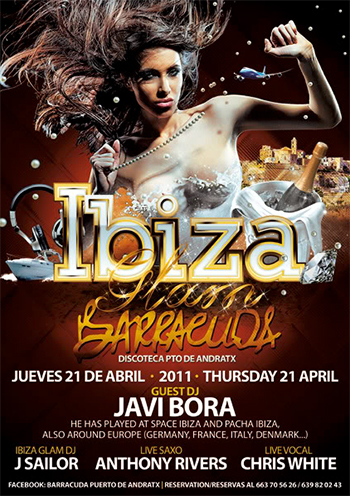 Ibiza
Glam
BARRACUDA
DISCOTECA PTO DE ANDRATX
JUEVES 21 DE ABRIL · 2011 · THURSDAY 21 APRIL
GUEST DJ
JAVI BORA
HE HAS PLAYED AT SPACE IBIZA AND PACHA IBIZA,
ALSO AROUND EUROPE (GERMANY, FRANCE, ITALY, DENMARK...)
IBIZA GLAM DJ
J SAILOR
LIVE SAXO
ANTHONY RIVERS
LIVE VOCAL
CHRIS WHITE
FACEBOOK: BARRACUDA PUERTO DE ANDRATX | RESERVATION/RESERVAS AL 663 70 56 26 / 639 82 02 43